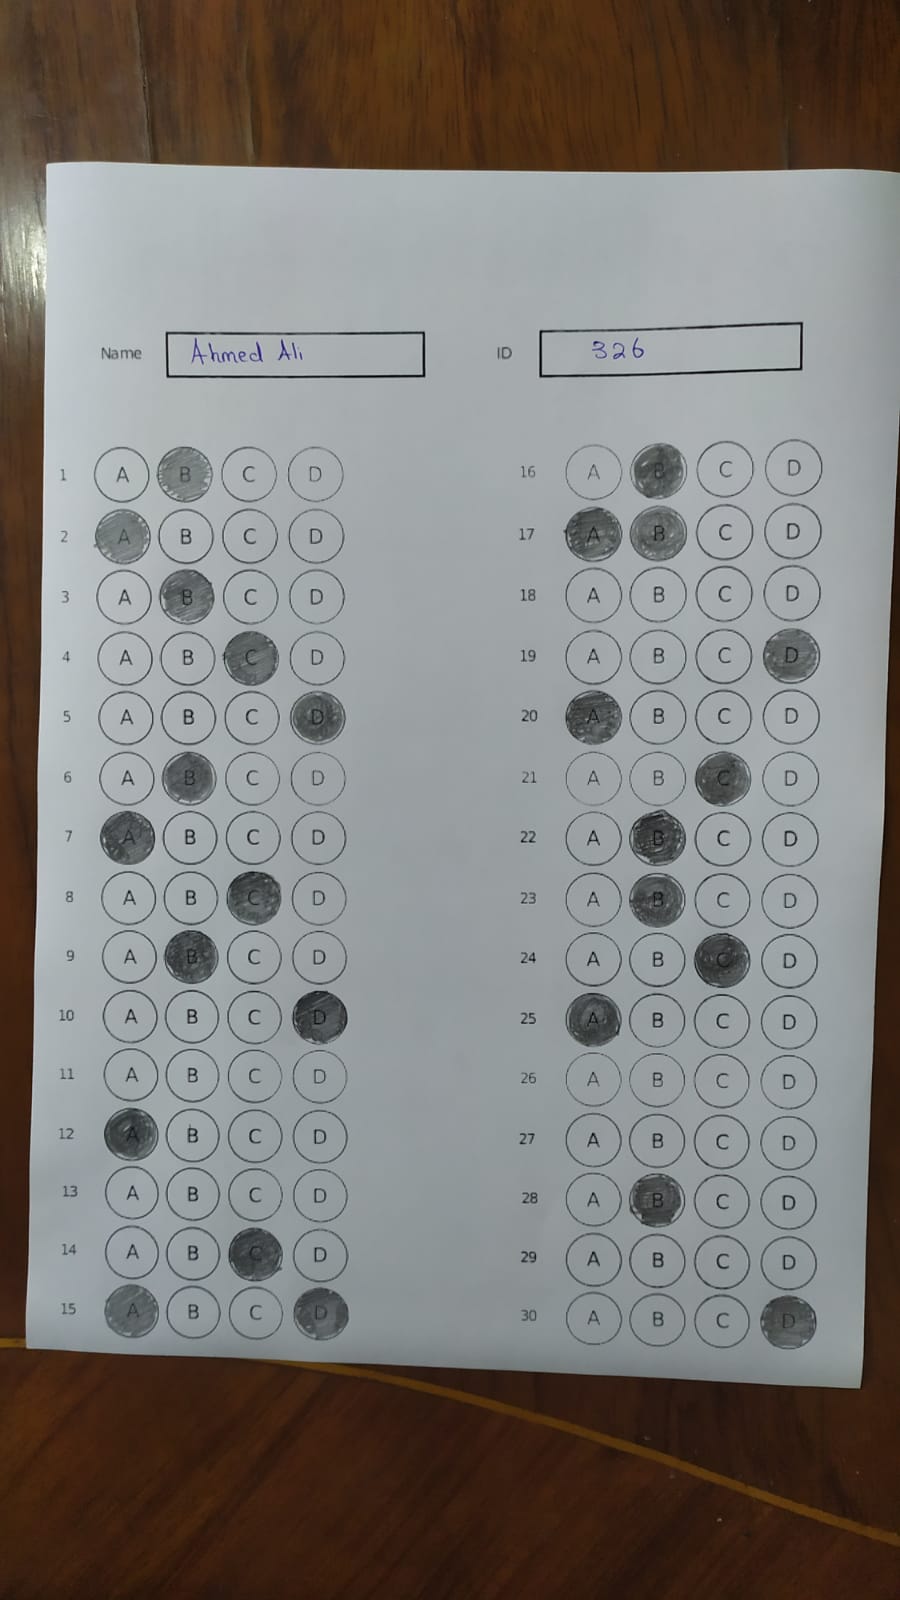 Name Ahmed Ali ID 326
1 A B C D 16 A B C D
2 A B C D 17 A B C D
3 A B C D 18 A B C D
4 A B C D 19 A B C D
5 A B C D 20 A B C D
6 A B C D 21 A B C D
7 A B C D 22 A B C D
8 A B C D 23 A B C D
9 A B C D 24 A B C D
10 A B C D 25 A B C D
11 A B C D 26 A B C D
12 A B C D 27 A B C D
13 A B C D 28 A B C D
14 A B C D 29 A B C D
15 A B C D 30 A B C D